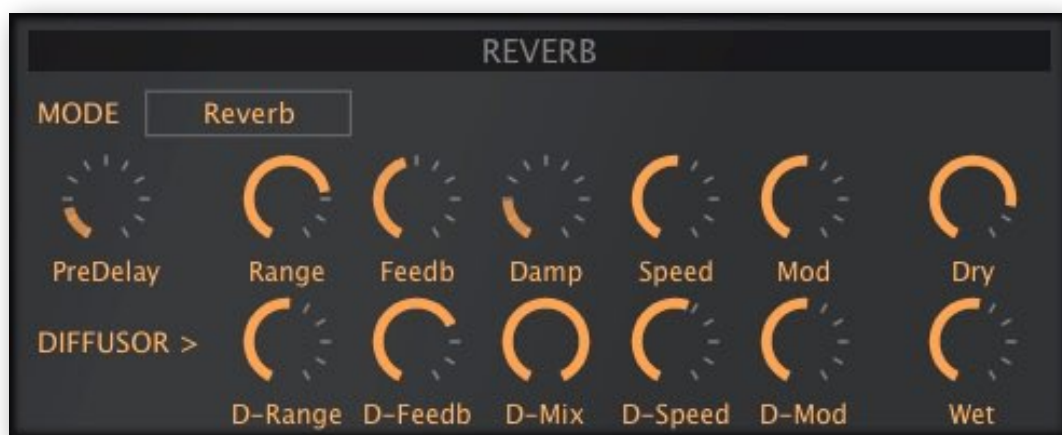 REVERB
MODE Reverb
PreDelay Range Feedb Damp Speed Mod Dry
DIFFUSOR >
D-Range D-Feedb D-Mix D-Speed D-Mod Wet